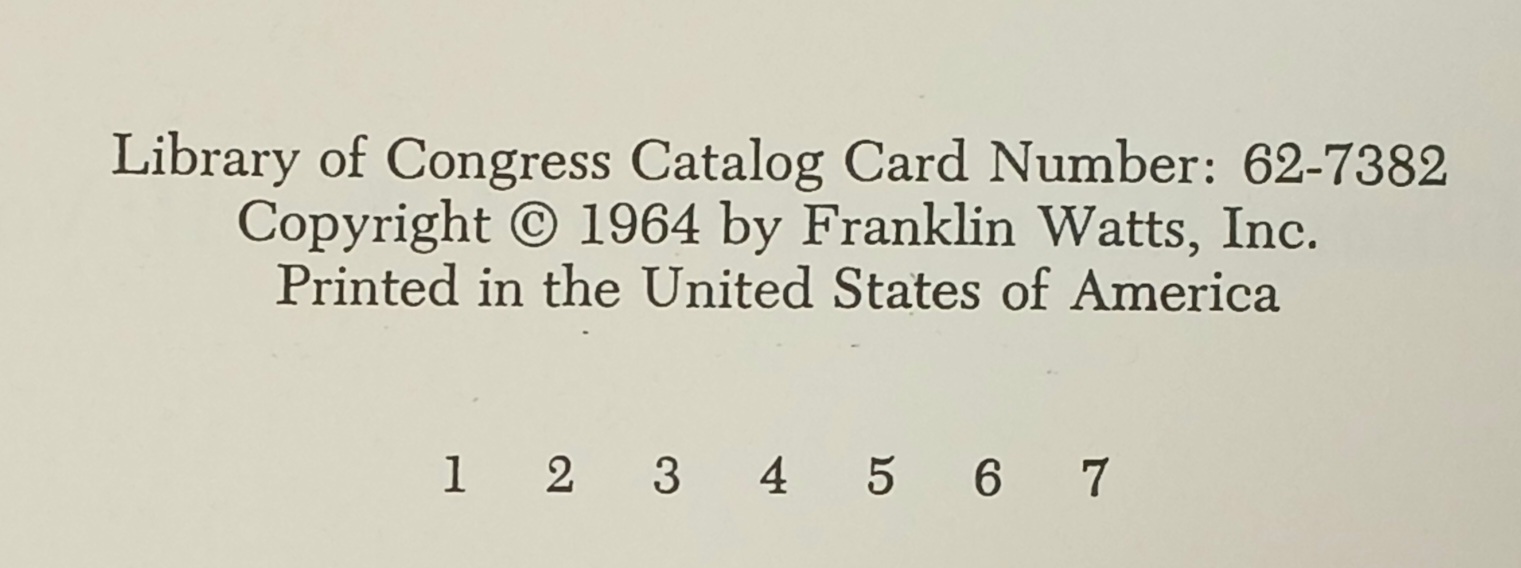 Library of Congress Catalog Card Number: 62-7382
Copyright © 1964 by Franklin Watts, Inc.
Printed in the United States of America
1 2 3 4 5 6 7